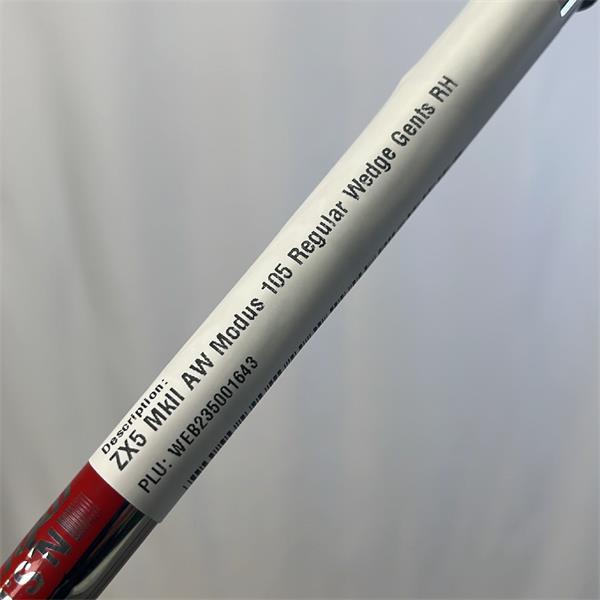 Description:
ZX5 MkII AW Modus 105 Regular Wedge Gents RH
PLU: WEB235001643
N.S.